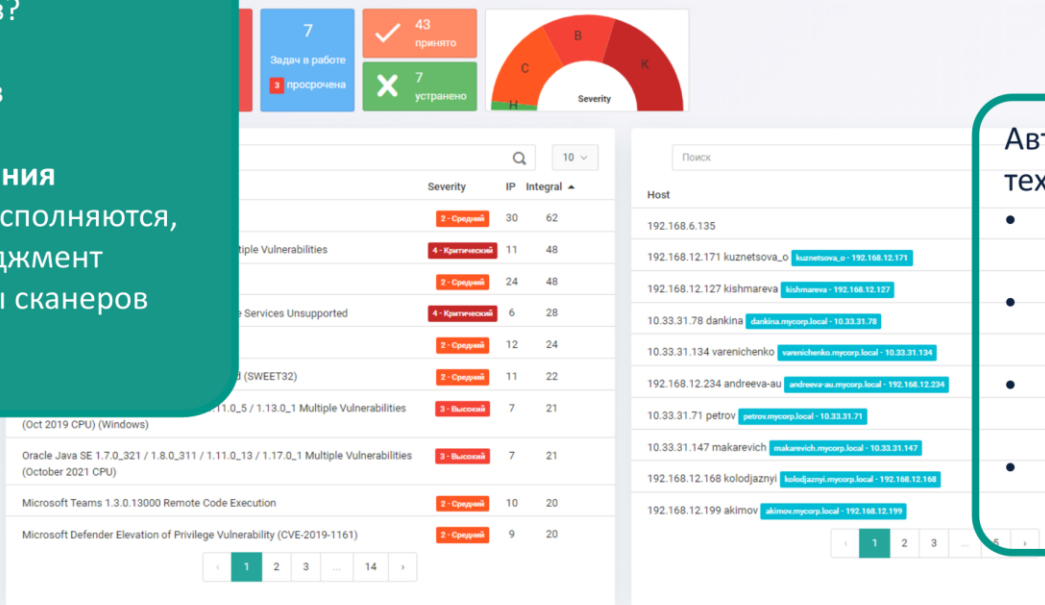 в?
в
ния
сполняются,
джмент
ы сканеров
7
Задач в работе
3 просрочена
43
принято
7
устранено
Н
С
В
К
Severity
10
Severity IP Integral
2 - Средний 30 62
tiple Vulnerabilities 4 - Критический 11 48
2 - Средний 24 48
Services Unsupported 4 - Критический 6 28
2 - Средний 12 24
(SWEET32) 2 - Средний 11 22
11.0_5 / 1.13.0_1 Multiple Vulnerabilities 3 - Высокий 7 21
(Oct 2019 CPU) (Windows)
Oracle Java SE 1.7.0_321 / 1.8.0_311 / 1.11.0_13 / 1.17.0_1 Multiple Vulnerabilities 3 - Высокий 7 21
(October 2021 CPU)
Microsoft Teams 1.3.0.13000 Remote Code Execution 2 - Средний 10 20
Microsoft Defender Elevation of Privilege Vulnerability (CVE-2019-1161) 2 - Средний 9 20
‹ 1 2 3 ... 14 ›
Поиск
Host
192.168.6.135
192.168.12.171 kuznetsova_o kuznetsova_o - 192.168.12.171
192.168.12.127 kishmareva kishmareva - 192.168.12.127
10.33.31.78 dankina dankina.mycorp.local - 10.33.31.78
10.33.31.134 varenichenko varenichenko.mycorp.local - 10.33.31.134
192.168.12.234 andreeva-au andreeva-au.mycorp.local - 192.168.12.234
10.33.31.71 petrov petrov.mycorp.local - 10.33.31.71
10.33.31.147 makarevich makarevich.mycorp.local - 10.33.31.147
192.168.12.168 kolodjaznyi kolodjaznyi.mycorp.local - 192.168.12.168
192.168.12.199 akimov akimov.mycorp.local - 192.168.12.199
‹ 1 2 3 ... 5 ›
Авт
тех